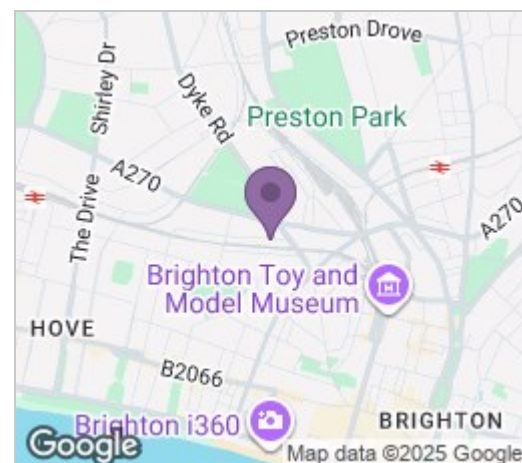 Preston Drove
Shirley Dr
Dyke Rd
Preston Park
A270
The Drive
A270
Brighton Toy and
Model Museum
HOVE
B2066
Brighton i360
BRIGHTON
Google
Map data ©2025 Google